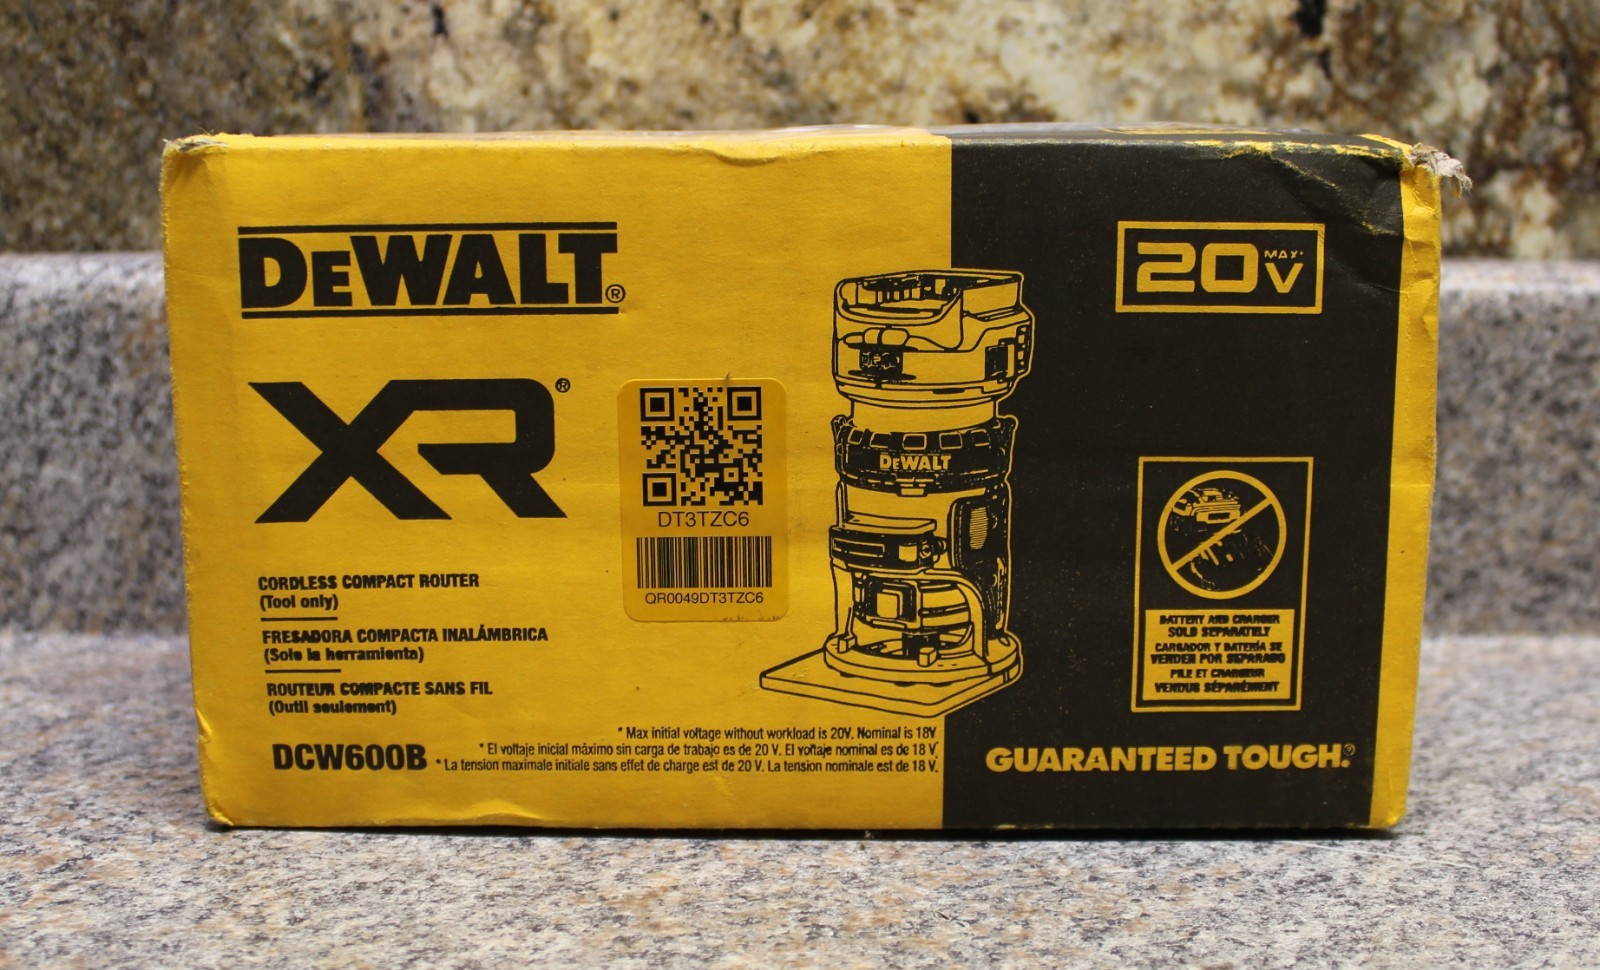 DEWALT®
XR®
CORDLESS COMPACT ROUTER
(Tool only)
FRESADORA COMPACTA INALÁMBRICA
(Solo la herramienta)
ROUTEUR COMPACTE SANS FIL
(Outil seulement)
DCW600B
* Max initial voltage without workload is 20V. Nominal is 18V
* El voltaje inicial máximo sin carga de trabajo es de 20 V. El voltaje nominal es de 18 V.
* La tension maximale initiale sans effet de charge est de 20 V. La tension nominale est de 18 V.
DT3TZC6
QR0049DT3TZC6
DEWALT
20V MAX*
BATTERY AND CHARGER
SOLD SEPARATELY
CARGADOR Y BATERÍA SE
VENDEN POR SEPARADO
PILE ET CHARGEUR
VENDUS SÉPARÉMENT
GUARANTEED TOUGH.®